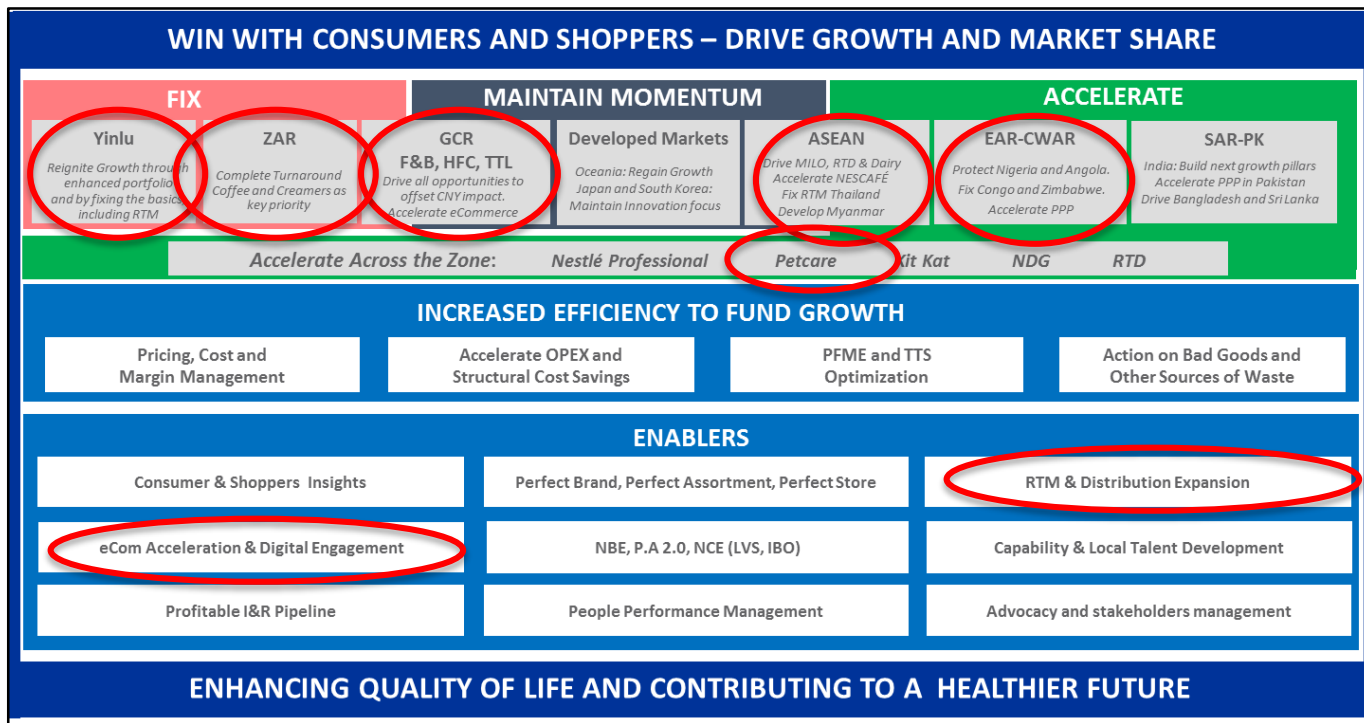 WIN WITH CONSUMERS AND SHOPPERS – DRIVE GROWTH AND MARKET SHARE
FIX
MAINTAIN MOMENTUM
ACCELERATE
Yinlu
Reignite Growth through
enhanced portfolio
and by fixing the basics
including RTM
ZAR
Complete Turnaround
Coffee and Creamers as
key priority
GCR
F&B, HFC, TTL
Drive all opportunities to
offset CNY impact.
Accelerate eCommerce
Developed Markets
Oceania: Regain Growth
Japan and South Korea:
Maintain Innovation focus
ASEAN
Drive MILO, RTD & Dairy
Accelerate NESCAFÉ
Fix RTM Thailand
Develop Myanmar
EAR-CWAR
Protect Nigeria and Angola.
Fix Congo and Zimbabwe.
Accelerate PPP
SAR-PK
India: Build next growth pillars
Accelerate PPP in Pakistan
Drive Bangladesh and Sri Lanka
Accelerate Across the Zone: Nestlé Professional Petcare Kit Kat NDG RTD
INCREASED EFFICIENCY TO FUND GROWTH
Pricing, Cost and
Margin Management
Accelerate OPEX and
Structural Cost Savings
PFME and TTS
Optimization
Action on Bad Goods and
Other Sources of Waste
ENABLERS
Consumer & Shoppers Insights
Perfect Brand, Perfect Assortment, Perfect Store
RTM & Distribution Expansion
eCom Acceleration & Digital Engagement
NBE, P.A 2.0, NCE (LVS, IBO)
Capability & Local Talent Development
Profitable I&R Pipeline
People Performance Management
Advocacy and stakeholders management
ENHANCING QUALITY OF LIFE AND CONTRIBUTING TO A HEALTHIER FUTURE